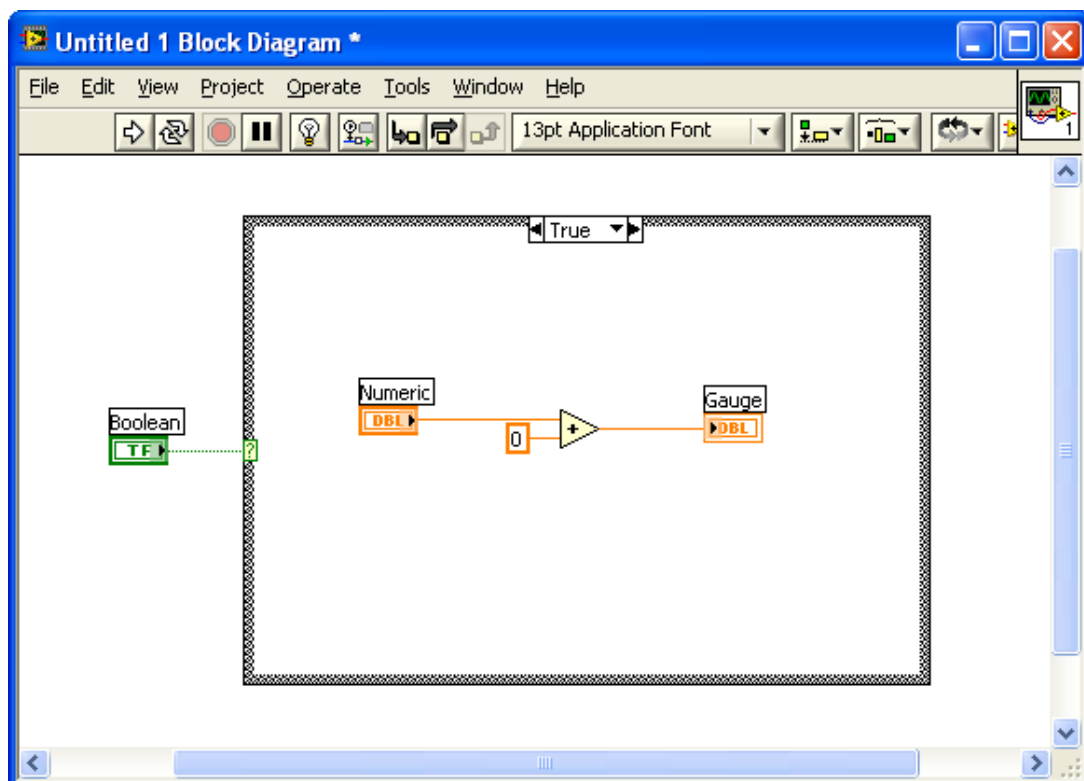 Untitled 1 Block Diagram *
File Edit View Project Operate Tools Window Help
13pt Application Font
1
True
Numeric
DBL
Boolean
TF
?
0
+
Gauge
DBL